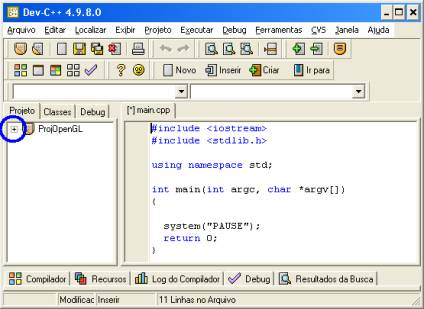 Dev-C++ 4.9.8.0
Arquivo Editar Localizar Exibir Projeto Executar Debug Ferramentas CVS Janela Ajuda
Novo Inserir Criar Ir para
Projeto Classes Debug [*] main.cpp
ProjOpenGL
#include <iostream>
#include <stdlib.h>
using namespace std;
int main(int argc, char *argv[])
{
system("PAUSE");
return 0;
}
Compilador Recursos Log do Compilador Debug Resultados da Busca
Modificac Inserir 11 Linhas no Arquivo